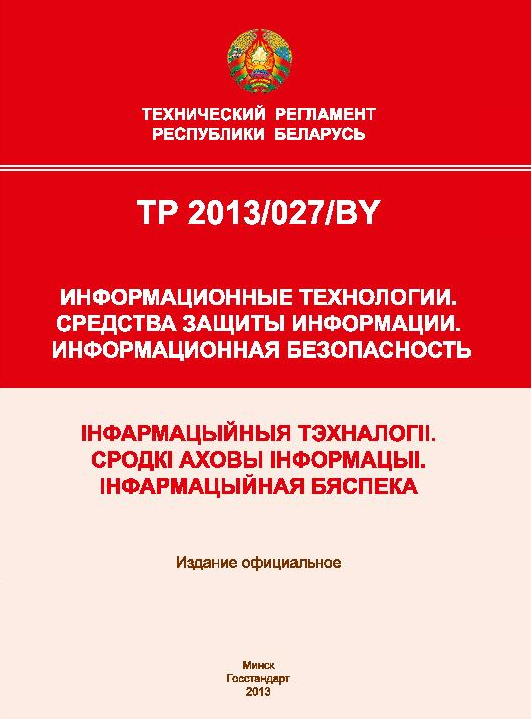 ТЕХНИЧЕСКИЙ РЕГЛАМЕНТ
РЕСПУБЛИКИ БЕЛАРУСЬ
ТР 2013/027/BY
ИНФОРМАЦИОННЫЕ ТЕХНОЛОГИИ.
СРЕДСТВА ЗАЩИТЫ ИНФОРМАЦИИ.
ИНФОРМАЦИОННАЯ БЕЗОПАСНОСТЬ
ІНФАРМАЦЫЙНЫЯ ТЭХНАЛОГІІ.
СРОДКІ АХОВЫ ІНФОРМАЦЫІ.
ІНФАРМАЦЫЙНАЯ БЯСПЕКА
Издание официальное
Минск
Госстандарт
2013